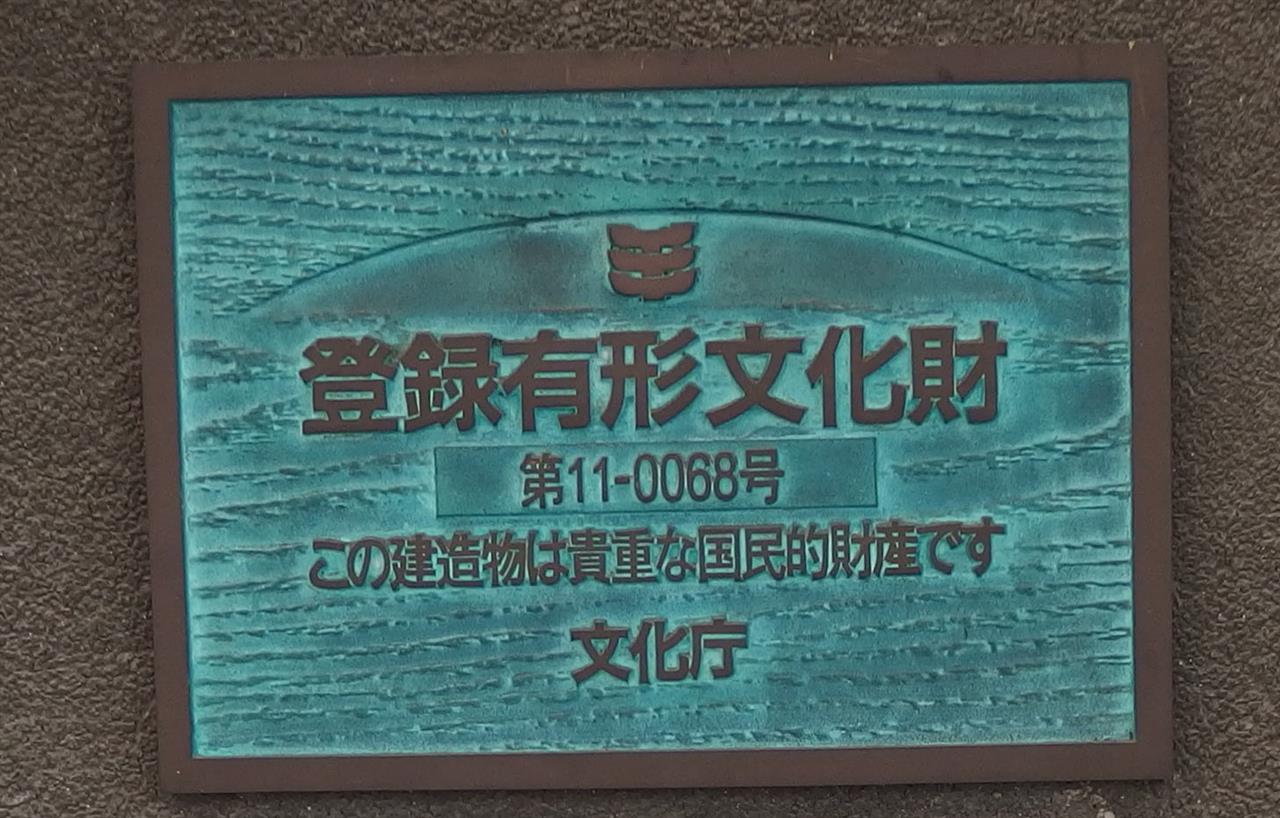 登録有形文化財
第11-0068号
この建造物は貴重な国民的財産です
文化庁